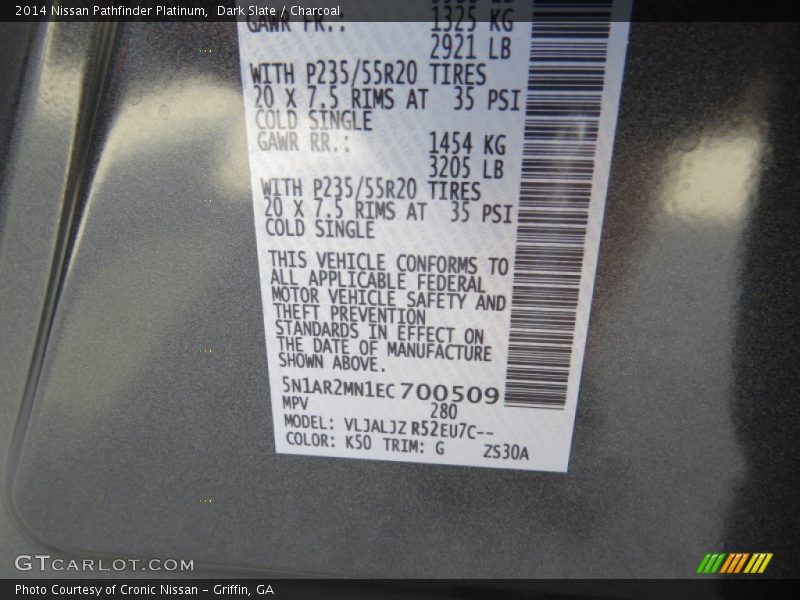 2014 Nissan Pathfinder Platinum,  Dark Slate / Charcoal
GAWR FR.: 1325 KG
2921 LB
WITH P235/55R20 TIRES
20 X 7.5 RIMS AT 35 PSI
COLD SINGLE
GAWR RR.: 1454 KG
3205 LB
WITH P235/55R20 TIRES
20 X 7.5 RIMS AT 35 PSI
COLD SINGLE
THIS VEHICLE CONFORMS TO
ALL APPLICABLE FEDERAL
MOTOR VEHICLE SAFETY AND
THEFT PREVENTION
STANDARDS IN EFFECT ON
THE DATE OF MANUFACTURE
SHOWN ABOVE.
5N1AR2MN1EC700509
MPV 280
MODEL: VLJALJZ R52EU7C--
COLOR: K50 TRIM: G ZS30A
GTCARLOT.COM
Photo Courtesy of Cronic Nissan – Griffin, GA